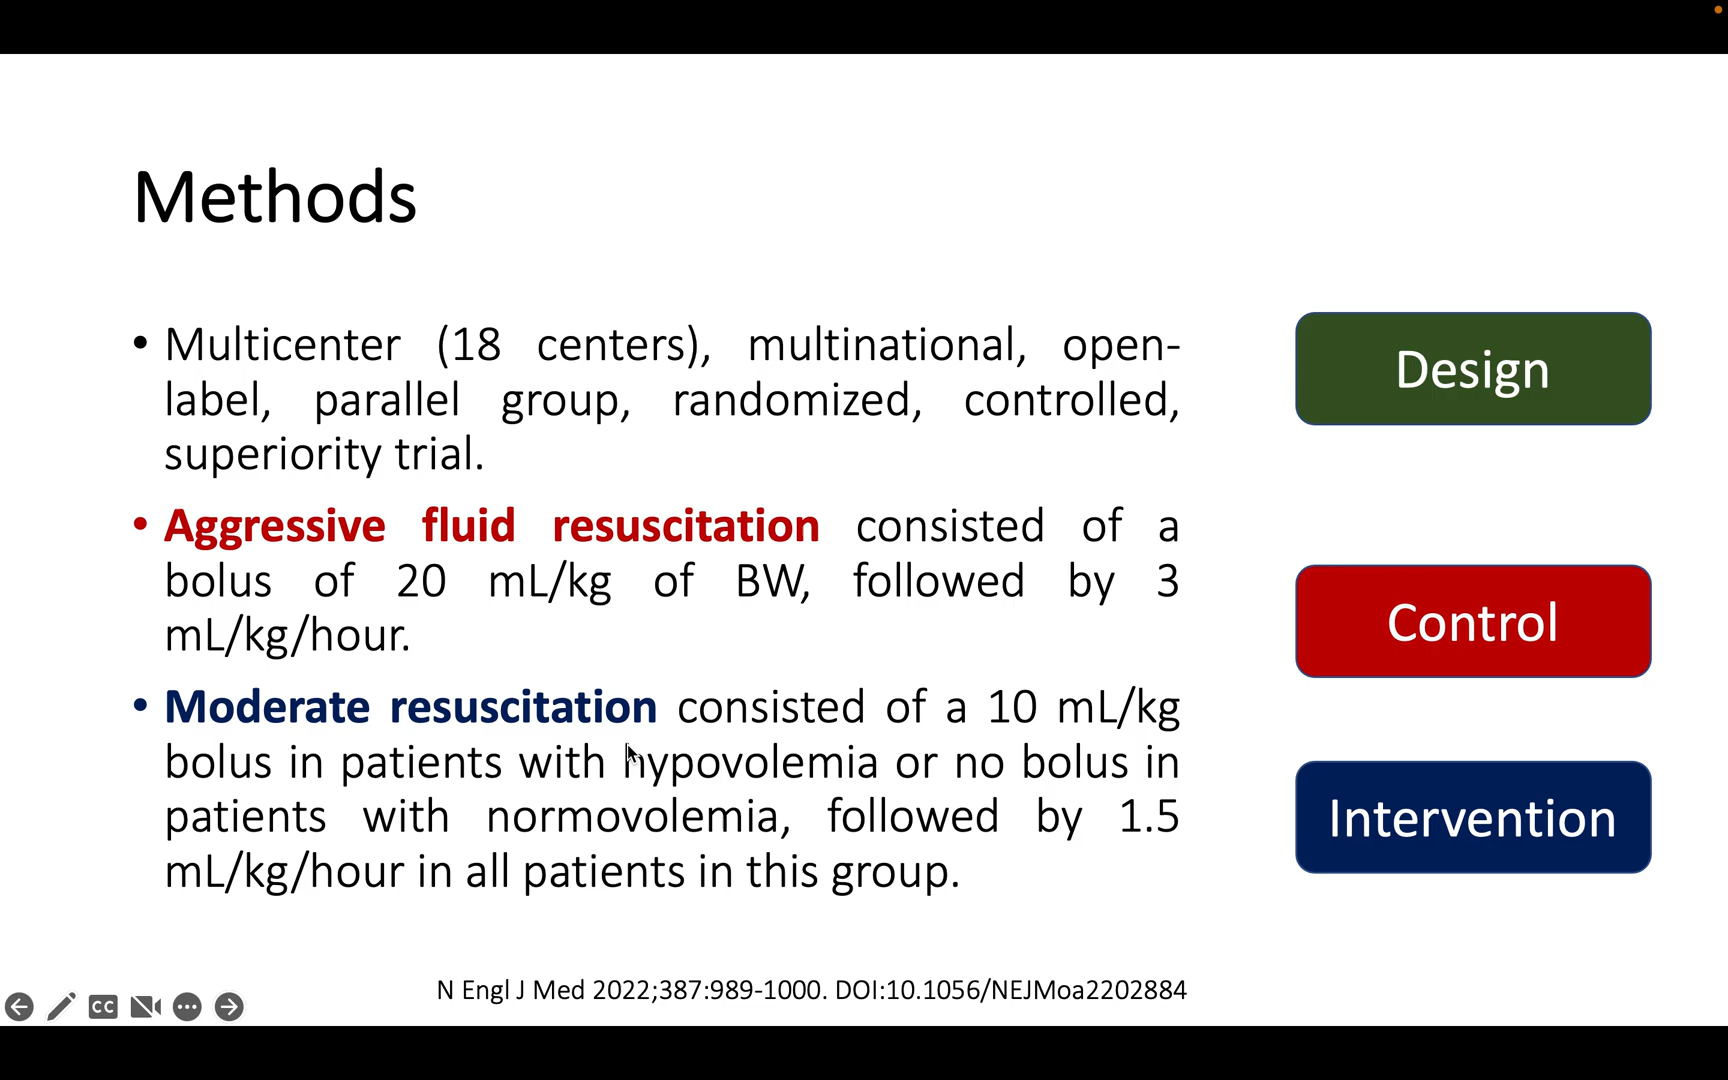 Methods
• Multicenter (18 centers), multinational, open-
label, parallel group, randomized, controlled,
superiority trial.
• Aggressive fluid resuscitation consisted of a
bolus of 20 mL/kg of BW, followed by 3
mL/kg/hour.
• Moderate resuscitation consisted of a 10 mL/kg
bolus in patients with hypovolemia or no bolus in
patients with normovolemia, followed by 1.5
mL/kg/hour in all patients in this group.
Design
Control
Intervention
N Engl J Med 2022;387:989-1000. DOI:10.1056/NEJMoa2202884
CC